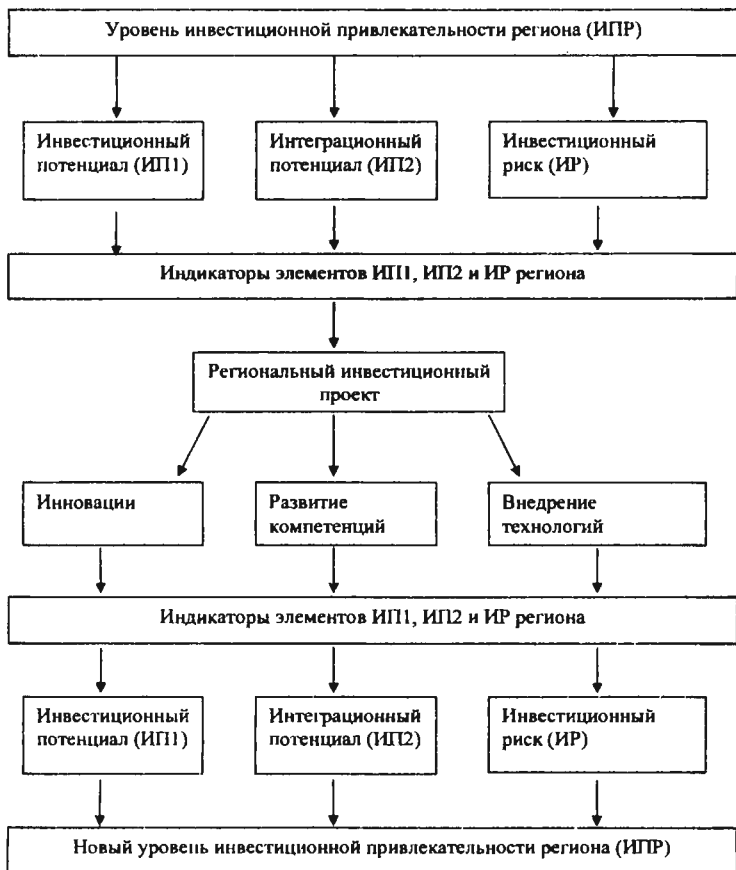 Уровень инвестиционной привлекательности региона (ИПР)
Инвестиционный
потенциал (ИП1)
Интеграционный
потенциал (ИП2)
Инвестиционный
риск (ИР)
Индикаторы элементов ИП1, ИП2 и ИР региона
Региональный инвестиционный
проект
Инновации
Развитие
компетенций
Внедрение
технологий
Индикаторы элементов ИП1, ИП2 и ИР региона
Инвестиционный
потенциал (ИП1)
Интеграционный
потенциал (ИП2)
Инвестиционный
риск (ИР)
Новый уровень инвестиционной привлекательности региона (ИПР)